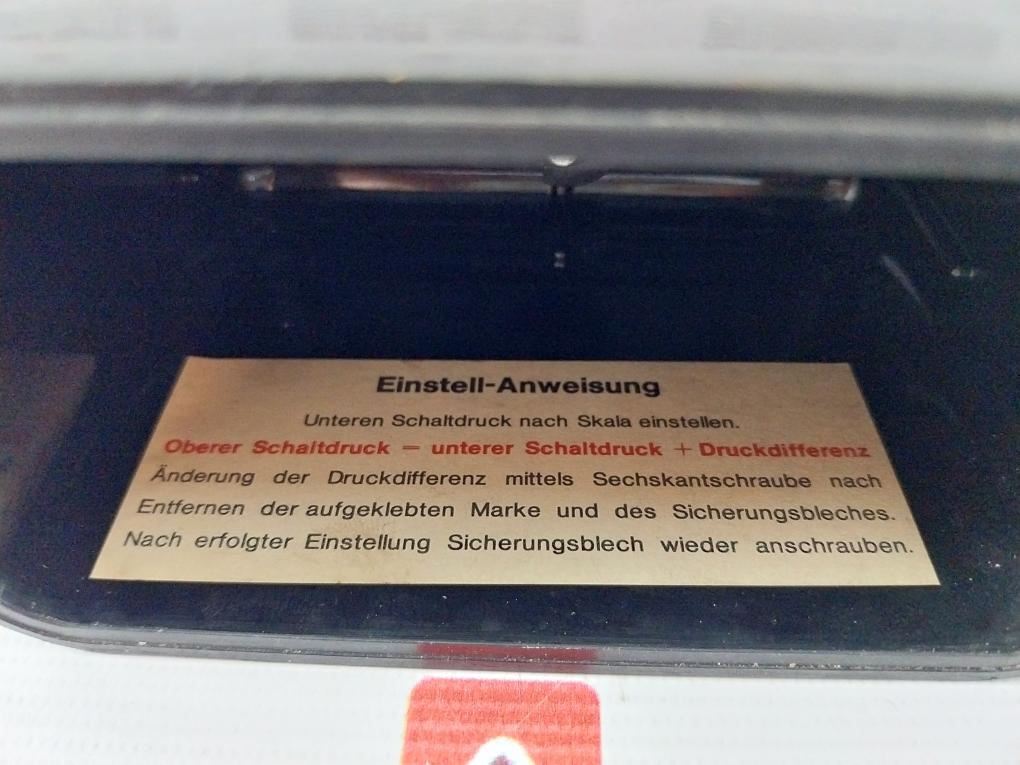 Einstell-Anweisung
Unteren Schaltdruck nach Skala einstellen.
Oberer Schaltdruck = unterer Schaltdruck + Druckdifferenz
Änderung der Druckdifferenz mittels Sechskantschraube nach
Entfernen der aufgeklebten Marke und des Sicherungsbleches.
Nach erfolgter Einstellung Sicherungsblech wieder anschrauben.